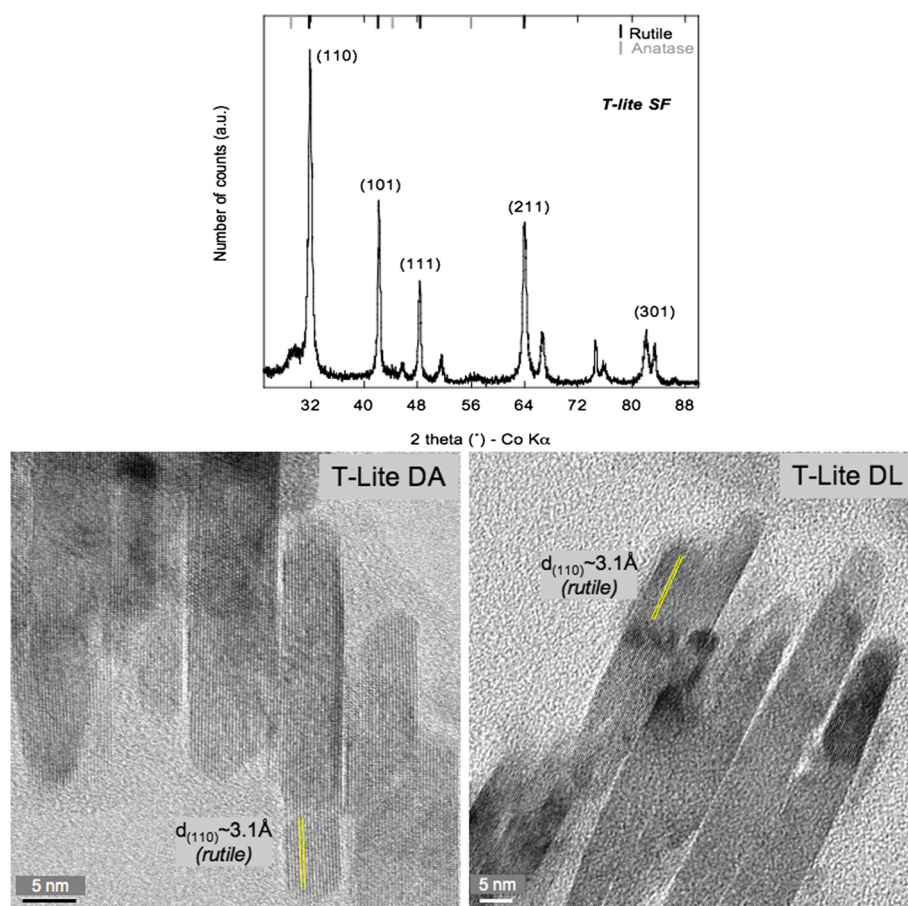 Rutile
Anatase
T-lite SF
(110)
(101)
(111)
(211)
(301)
Number of counts (a.u.)
32 40 48 56 64 72 80 88
2 theta (°) - Co Kα
T-Lite DA
d(110)~3.1Å
(rutile)
5 nm
T-Lite DL
d(110)~3.1Å
(rutile)
5 nm